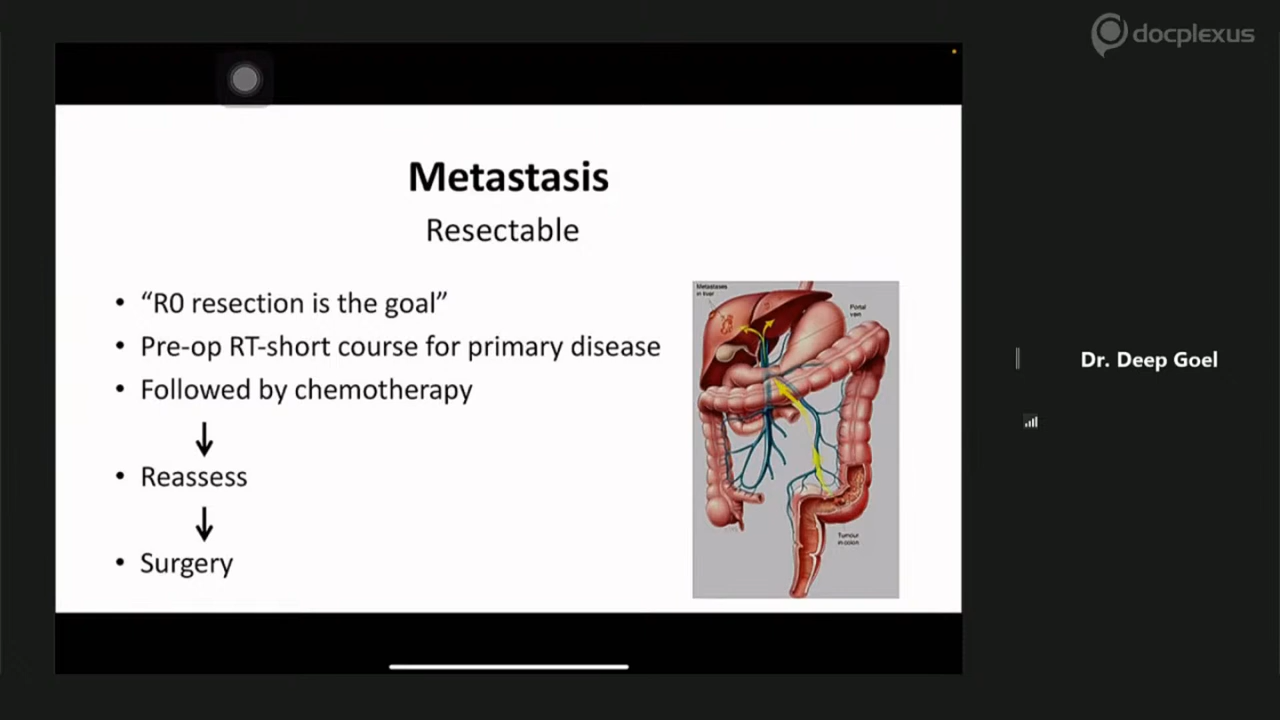 docplexus
Metastasis
Resectable
• “R0 resection is the goal”
• Pre-op RT-short course for primary disease
• Followed by chemotherapy
• Reassess
• Surgery
Metastases
in liver
Portal
vein
Tumour
in colon
Dr. Deep Goel